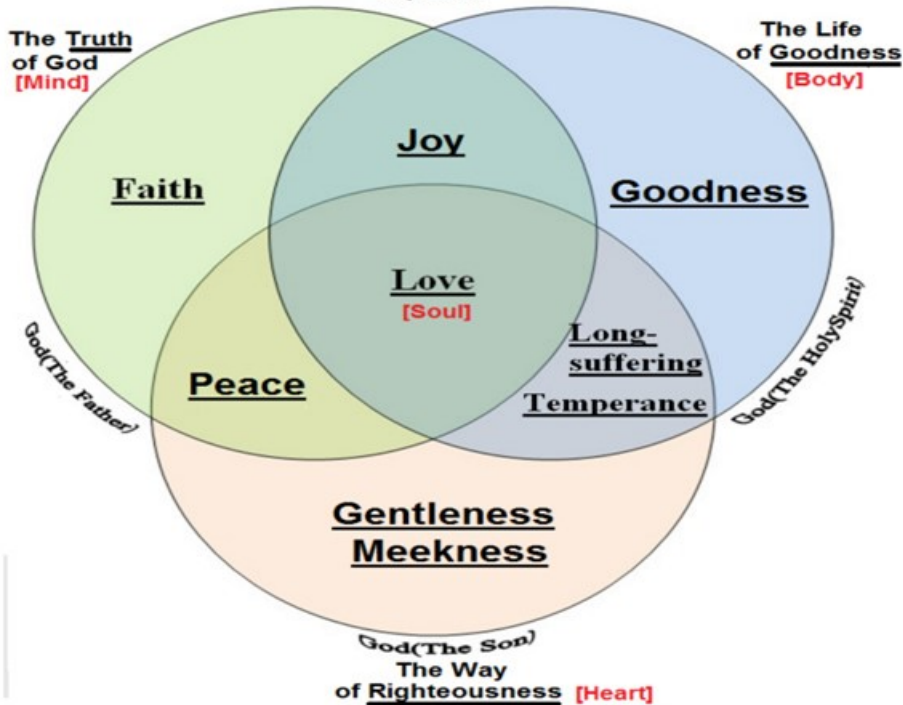 The Truth
of God
[Mind]
The Life
of Goodness
[Body]
Joy
Faith
Goodness
Love
[Soul]
Long-
suffering
Temperance
Peace
God(The Father)
God(The HolySpirit)
Gentleness
Meekness
God(The Son)
The Way
of Righteousness [Heart]